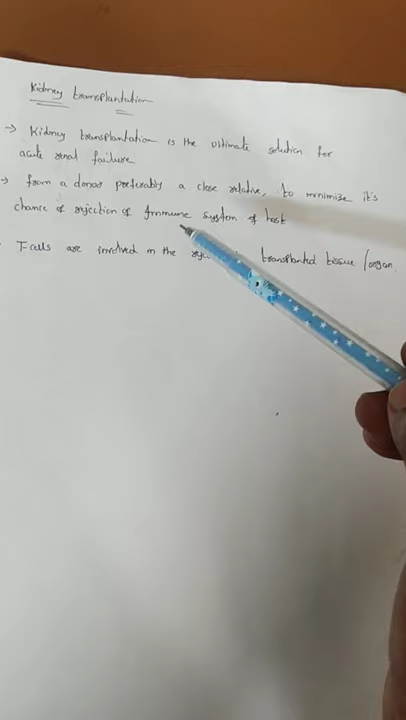 Kidney transplantation
→ Kidney transplantation is the ultimate solution for
acute renal failure
→ from a donar preferably a close relative, to minimize it's
chance of rejection of Immune system of host
T-cells are involved in the transplanted tissue /organ.